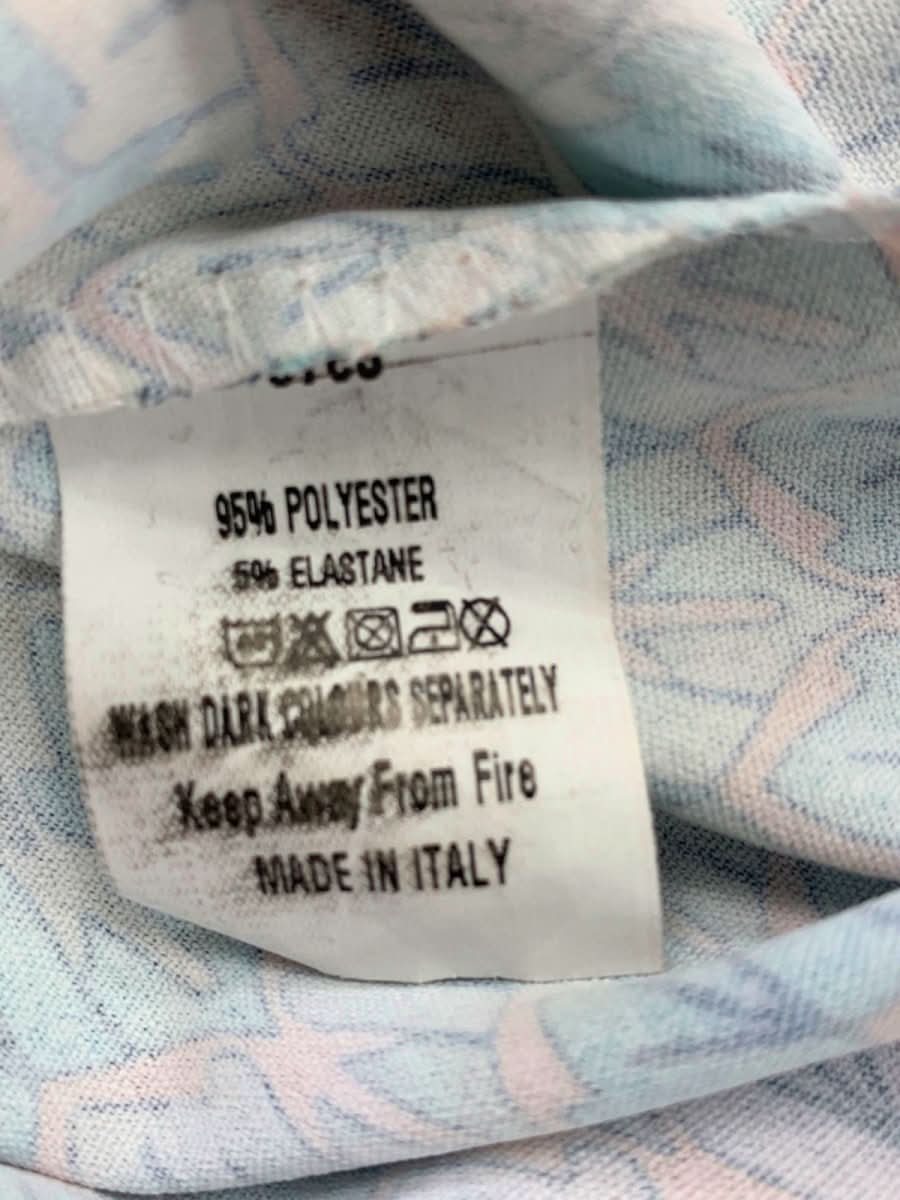 95% POLYESTER
5% ELASTANE
WASH DARK COLOURS SEPARATELY
Keep Away From Fire
MADE IN ITALY